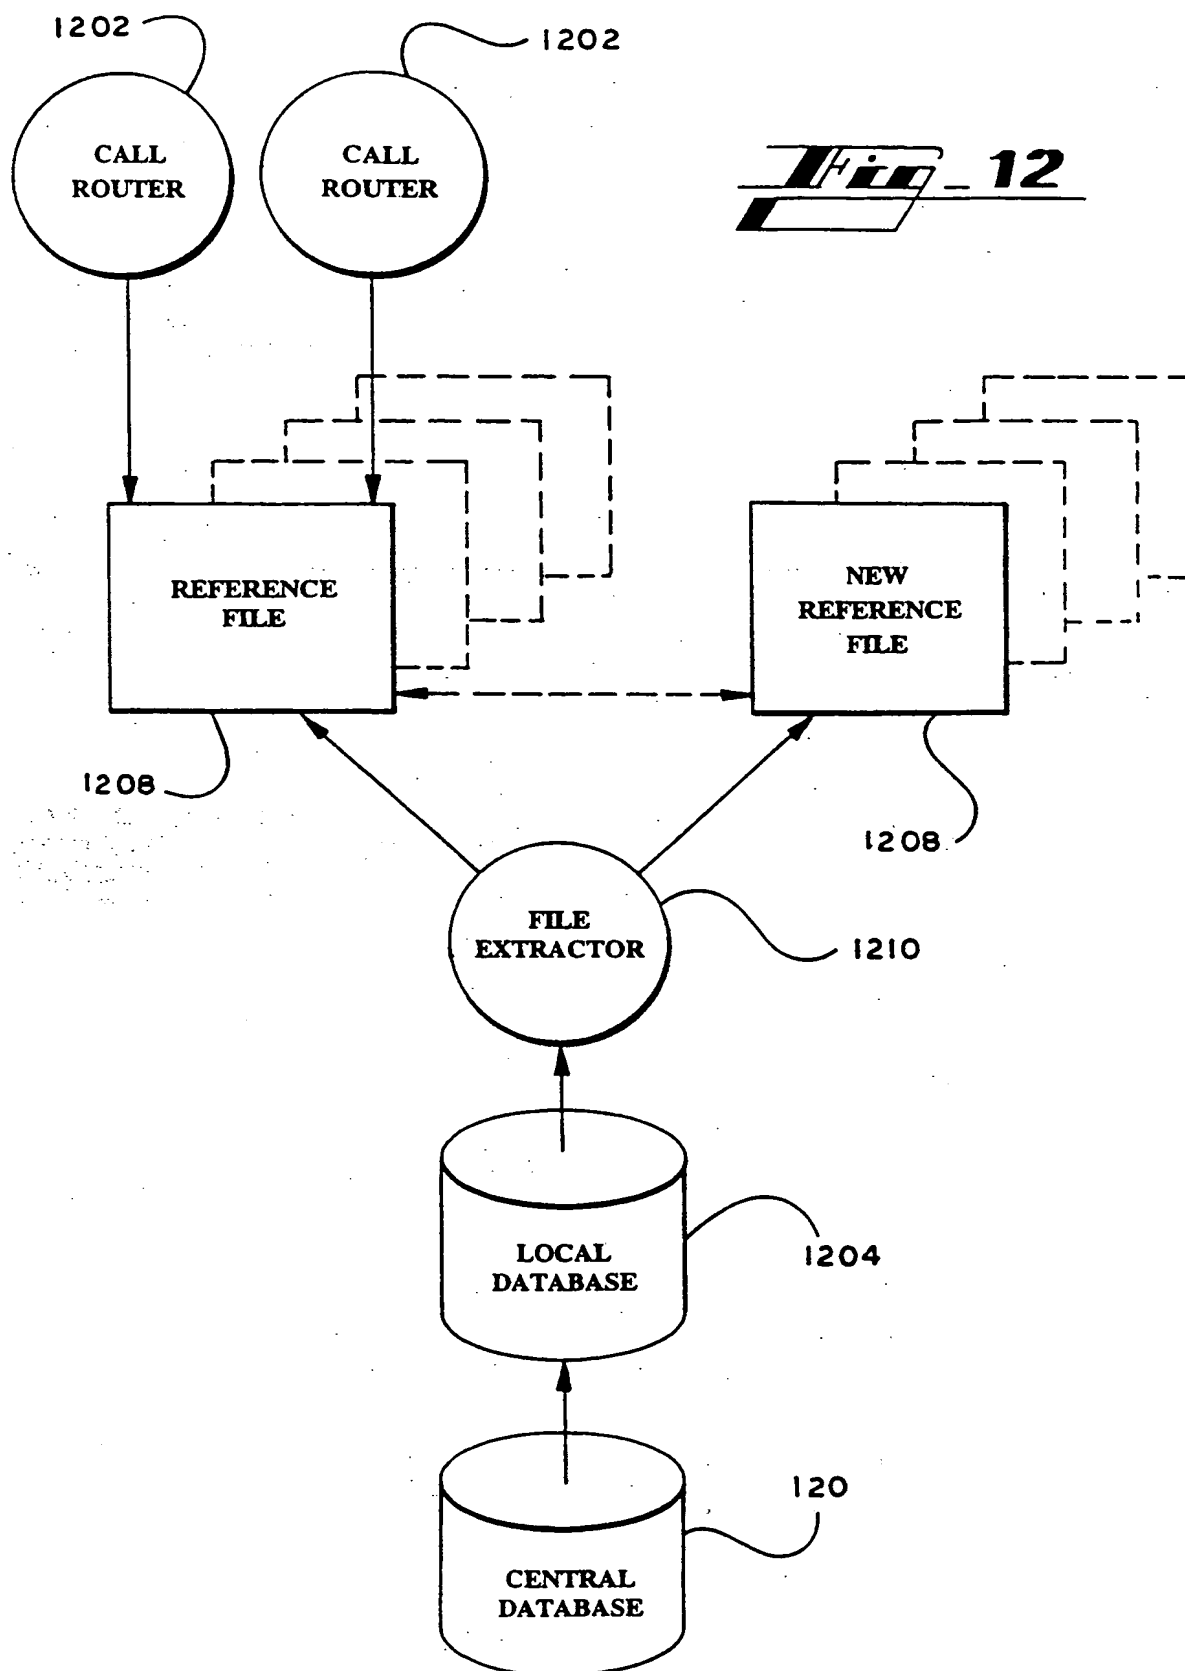 1202
1202
CALL
ROUTER
CALL
ROUTER
Fig_12
REFERENCE
FILE
NEW
REFERENCE
FILE
1208
1208
FILE
EXTRACTOR
1210
LOCAL
DATABASE
1204
120
CENTRAL
DATABASE